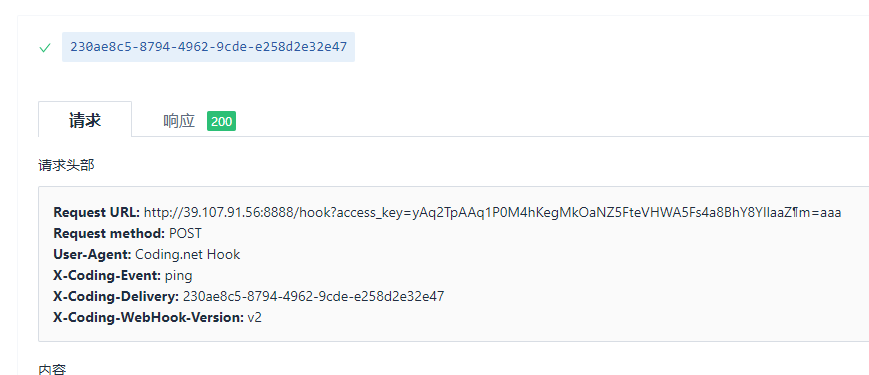 230ae8c5-8794-4962-9cde-e258d2e32e47
请求 响应 200
请求头部
Request URL: http://39.107.91.56:8888/hook?access_key=yAq2TpAAq1P0M4hKegMkOaNZ5FteVHWA5Fs4a8BhY8YIlaaZ¶m=aaa
Request method: POST
User-Agent: Coding.net Hook
X-Coding-Event: ping
X-Coding-Delivery: 230ae8c5-8794-4962-9cde-e258d2e32e47
X-Coding-WebHook-Version: v2
内容